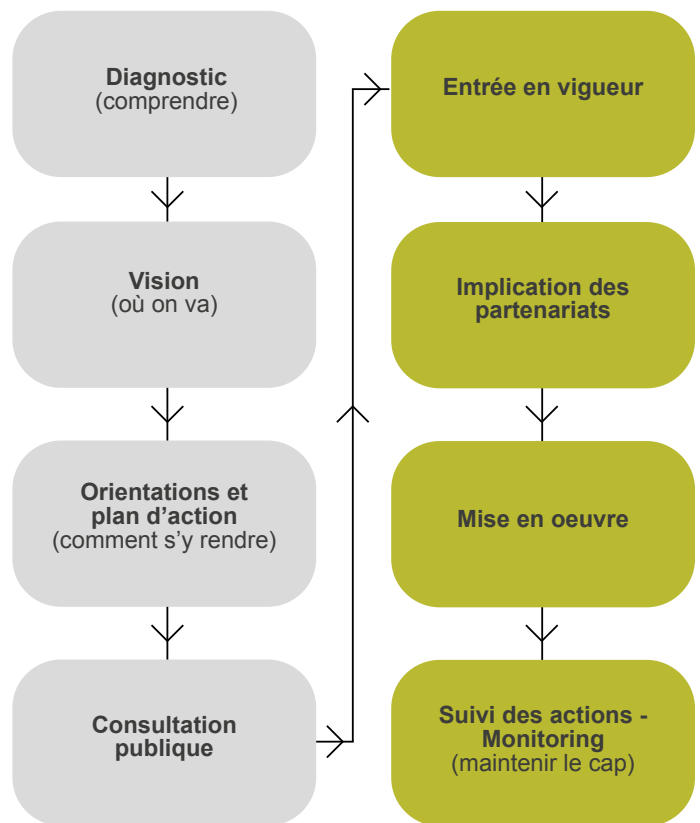 Diagnostic
(comprendre)
Vision
(où on va)
Orientations et
plan d’action
(comment s’y rendre)
Consultation
publique
Entrée en vigueur
Implication des
partenariats
Mise en oeuvre
Suivi des actions -
Monitoring
(maintenir le cap)